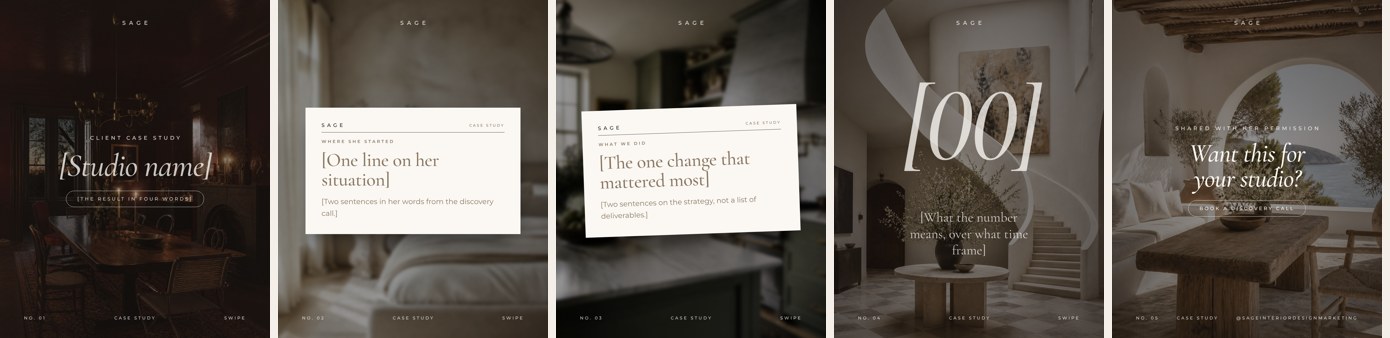 SAGE
CLIENT CASE STUDY
[Studio name]
[THE RESULT IN FOUR WORDS]
NO. 01 CASE STUDY SWIPE
SAGE
SAGE CASE STUDY
WHERE SHE STARTED
[One line on her
situation]
[Two sentences in her words from the discovery
call.]
NO. 02 CASE STUDY SWIPE
SAGE
SAGE CASE STUDY
WHAT WE DID
[The one change that
mattered most]
[Two sentences on the strategy, not a list of
deliverables.]
NO. 03 CASE STUDY SWIPE
SAGE
[00]
[What the number
means, over what time
frame]
NO. 04 CASE STUDY SWIPE
SAGE
SHARED WITH HER PERMISSION
Want this for
your studio?
BOOK A DISCOVERY CALL
NO. 05 CASE STUDY @SAGEINTERIORDESIGNMARKETING